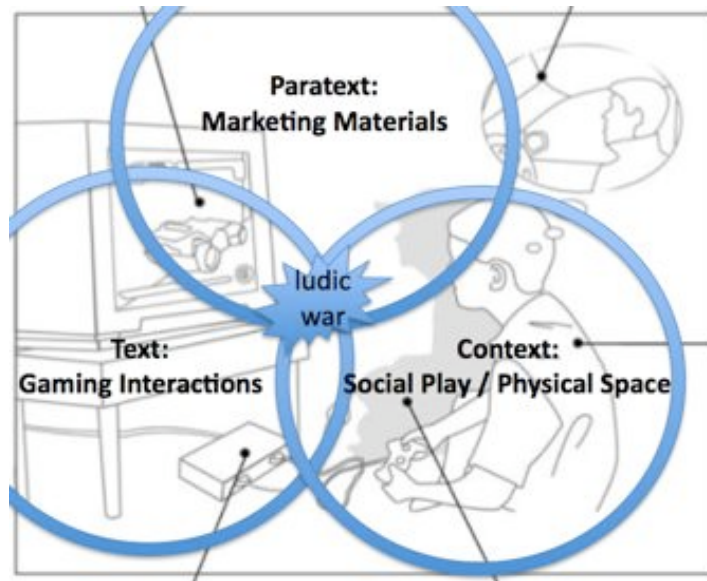 Paratext:
Marketing Materials
ludic
war
Text:
Gaming Interactions
Context:
Social Play / Physical Space